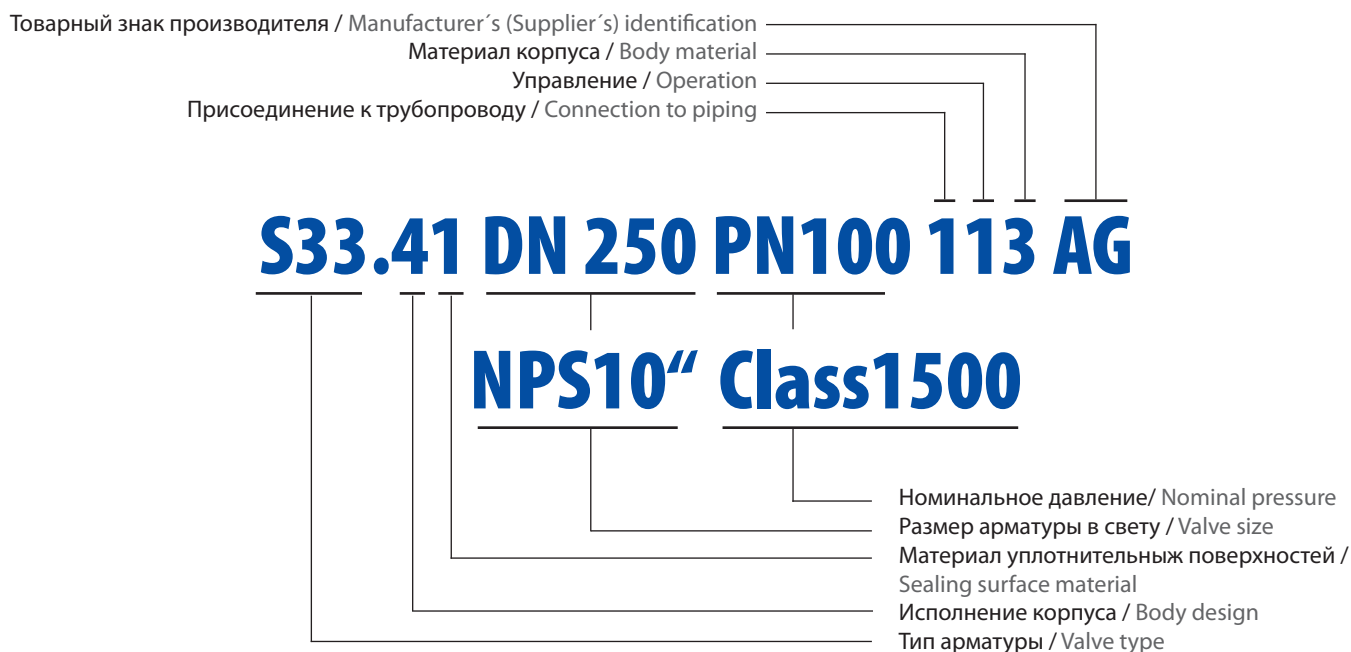 Товарный знак производителя / Manufacturer´s (Supplier´s) identification
Материал корпуса / Body material
Управление / Operation
Присоединение к трубопроводу / Connection to piping
S33.41 DN 250 PN100 113 AG
NPS10“ Class1500
Номинальное давление/ Nominal pressure
Размер арматуры в свету / Valve size
Материал уплотнительныж поверхностей /
Sealing surface material
Исполнение корпуса / Body design
Тип арматуры / Valve type